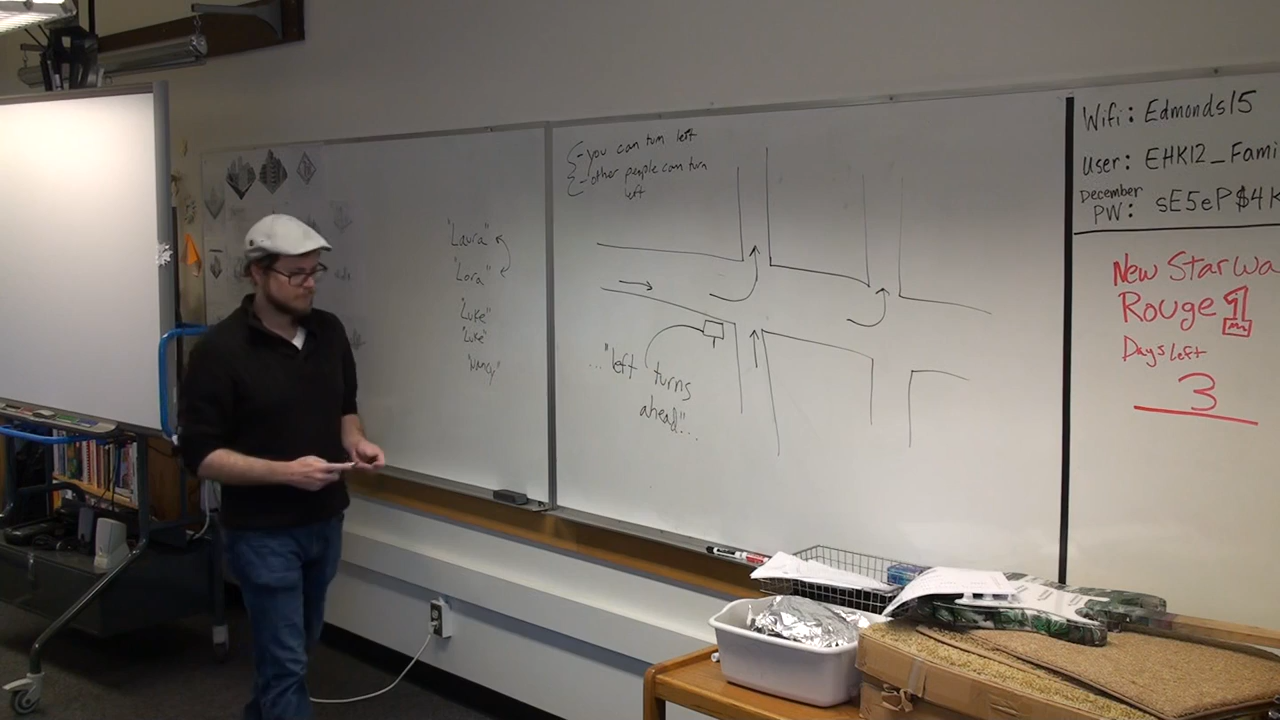 "Laura"
"Lora"
"Luke"
"Luke"
"Nancy"
- you can turn left
- other people can turn
left
..."left turns
ahead"...
Wifi: Edmonds15
User: EHK12_Fami
December
PW: sE5eP$4K
New Star Wa
Rouge 1
Days Left
3